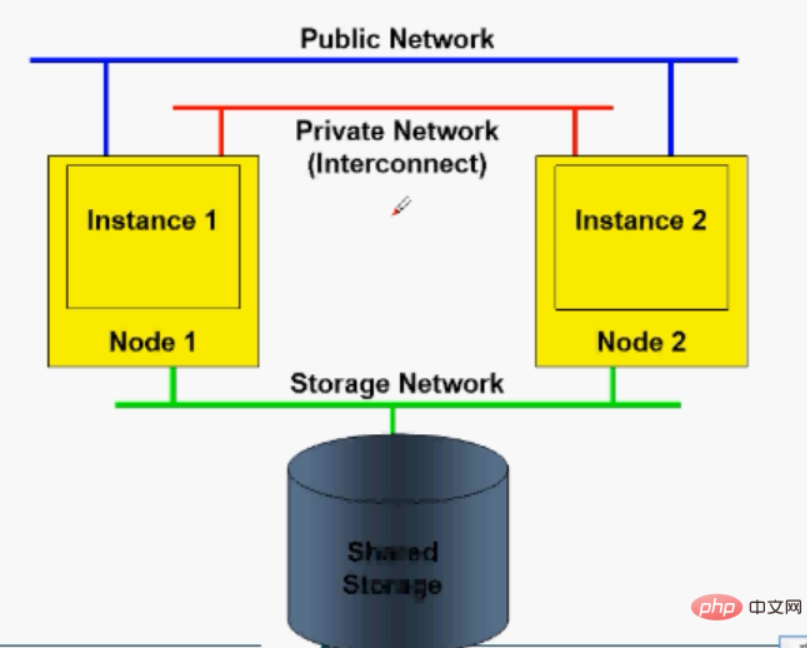 Public Network
Private Network
(Interconnect)
Instance 1
Instance 2
Node 1
Node 2
Storage Network
Shared
Storage
php 中文网